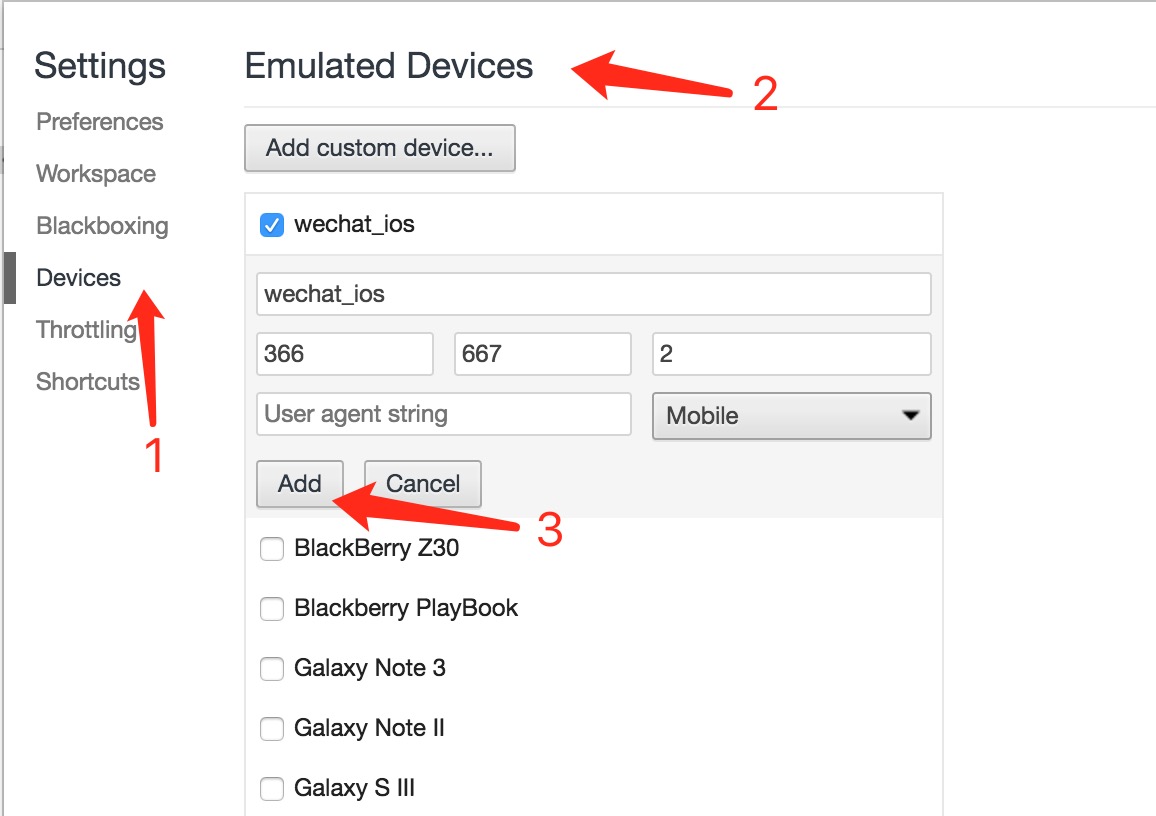 Settings
Preferences
Workspace
Blackboxing
Devices
Throttling
Shortcuts
1
Emulated Devices
2
Add custom device...
wechat_ios
wechat_ios
366 667 2
User agent string Mobile
Add Cancel
3
BlackBerry Z30
Blackberry PlayBook
Galaxy Note 3
Galaxy Note II
Galaxy S III